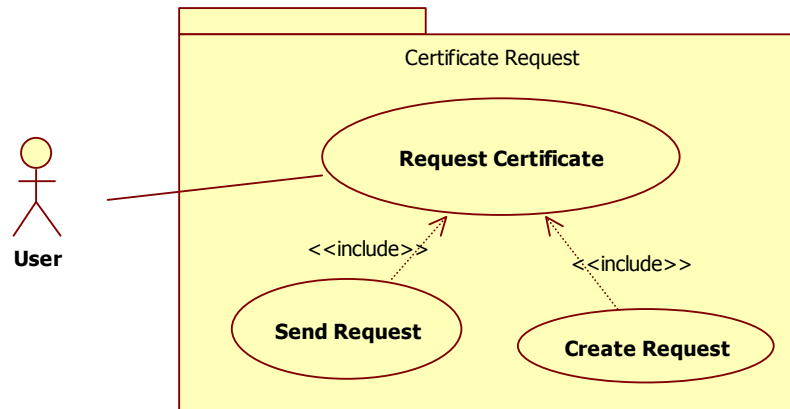 Certificate Request
Request Certificate
User
<<include>>
<<include>>
Send Request
Create Request